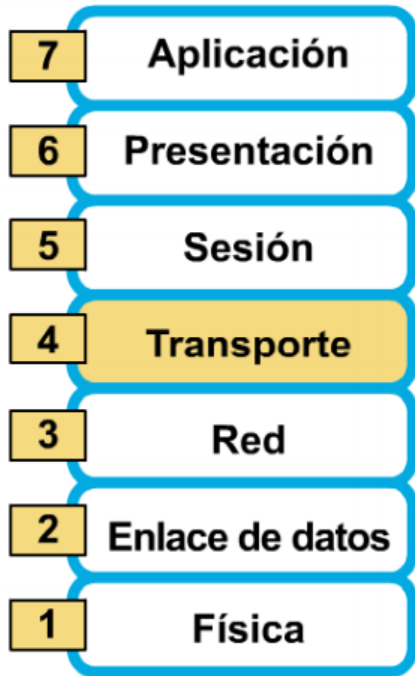 7 Aplicación
6 Presentación
5 Sesión
4 Transporte
3 Red
2 Enlace de datos
1 Física